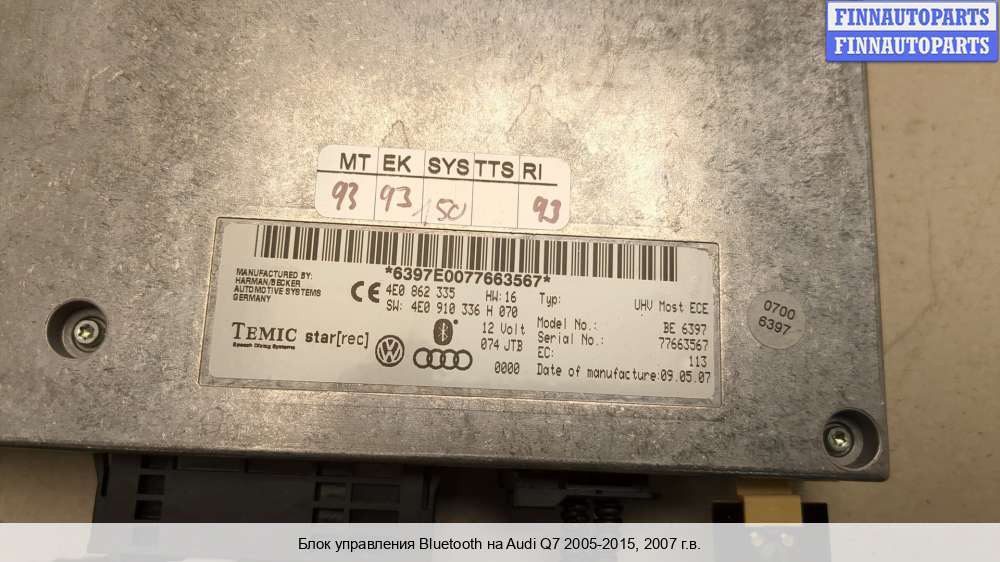 FINNAUTOPARTS
FINNAUTOPARTS
MT EK SYS TTS RI
93 93 150 93
*6397E0077663567*
MANUFACTURED BY:
HARMAN/BECKER
AUTOMOTIVE SYSTEMS
GERMANY
CE
4E0 862 335 HW: 16 Typ: UHV Most ECE
SW: 4E0 910 336 H 070
12 Volt Model No.: BE 6397
074 JTB Serial No.: 77663567
EC: 113
0000 Date of manufacture: 09.05.07
TEMIC star[rec]
Speech Dialog Systems
0700
6397
Блок управления Bluetooth на Audi Q7 2005-2015, 2007 г.в.